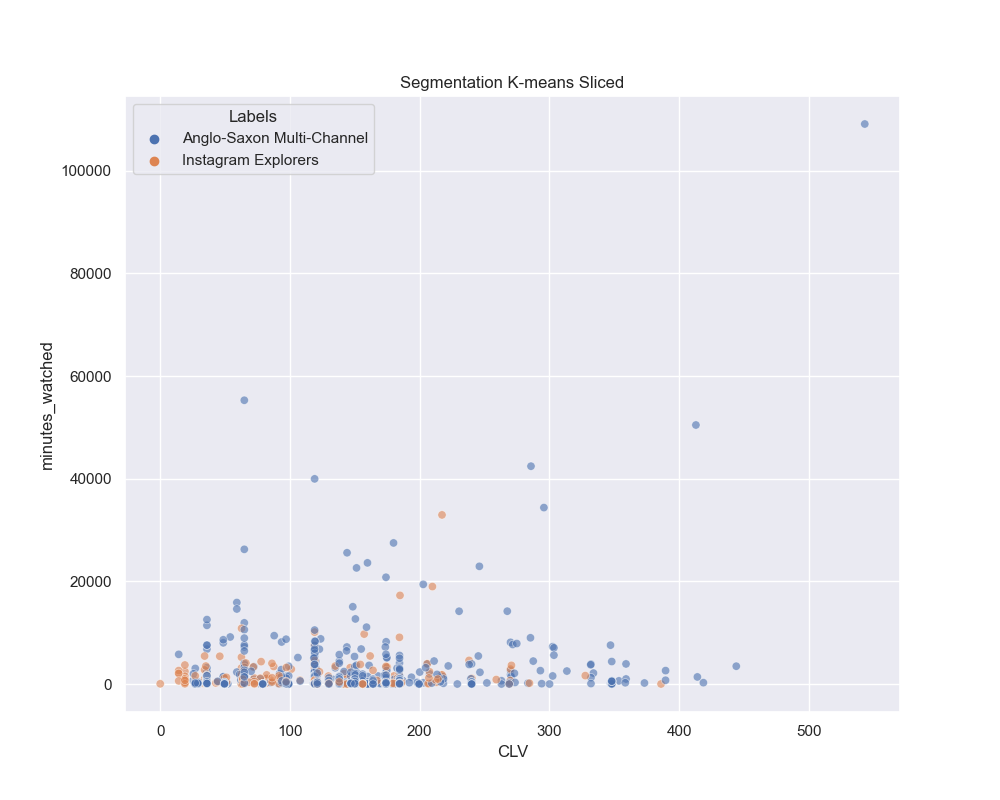 Segmentation K-means Sliced
Labels
Anglo-Saxon Multi-Channel
Instagram Explorers
100000
80000
60000
40000
20000
0
minutes_watched
0 100 200 300 400 500
CLV